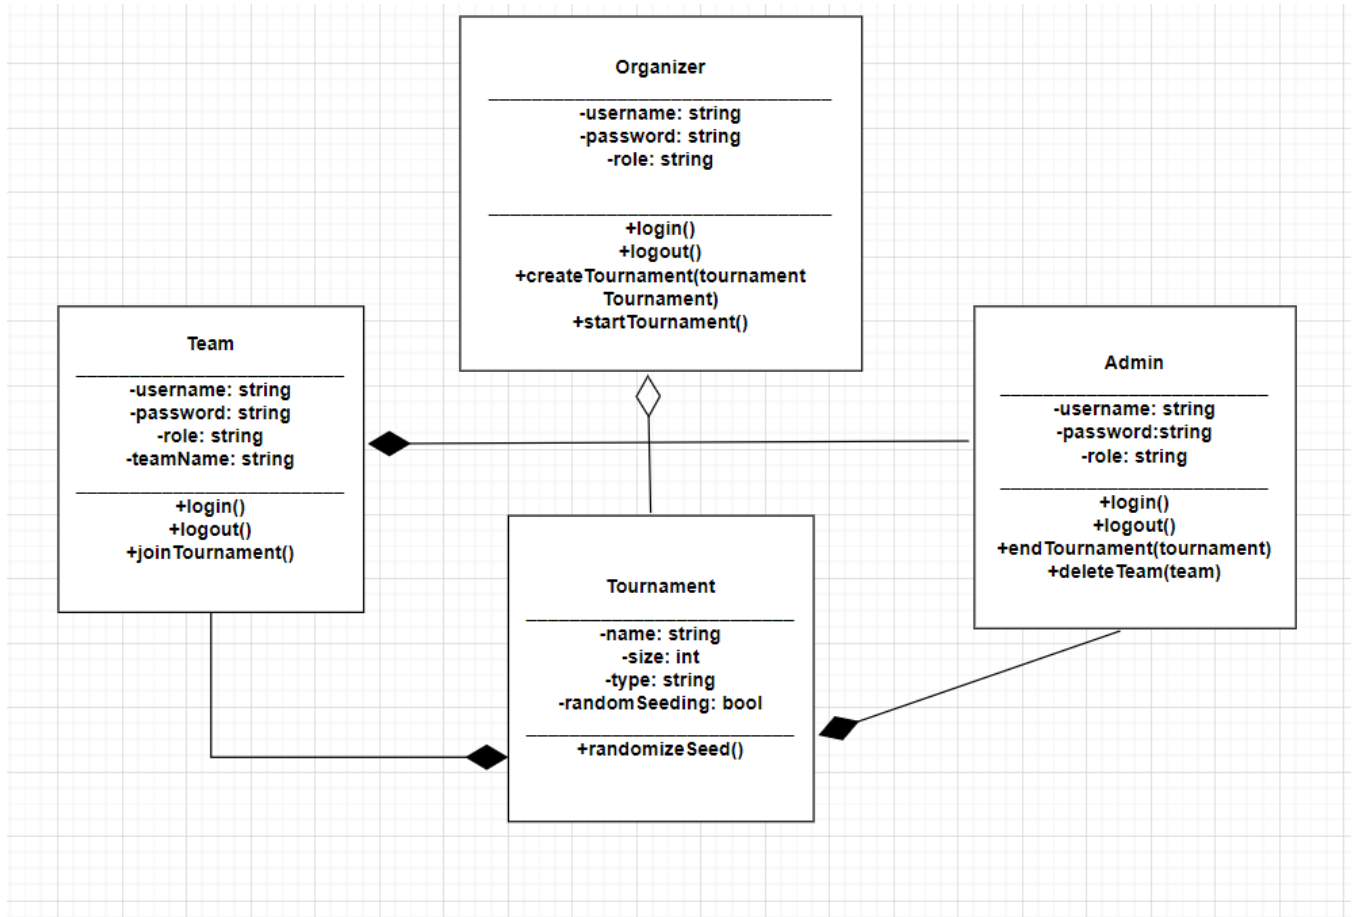 Organizer
-username: string
-password: string
-role: string
+login()
+logout()
+createTournament(tournament
Tournament)
+startTournament()
Team
-username: string
-password: string
-role: string
-teamName: string
+login()
+logout()
+joinTournament()
Admin
-username: string
-password:string
-role: string
+login()
+logout()
+endTournament(tournament)
+deleteTeam(team)
Tournament
-name: string
-size: int
-type: string
-randomSeeding: bool
+randomizeSeed()